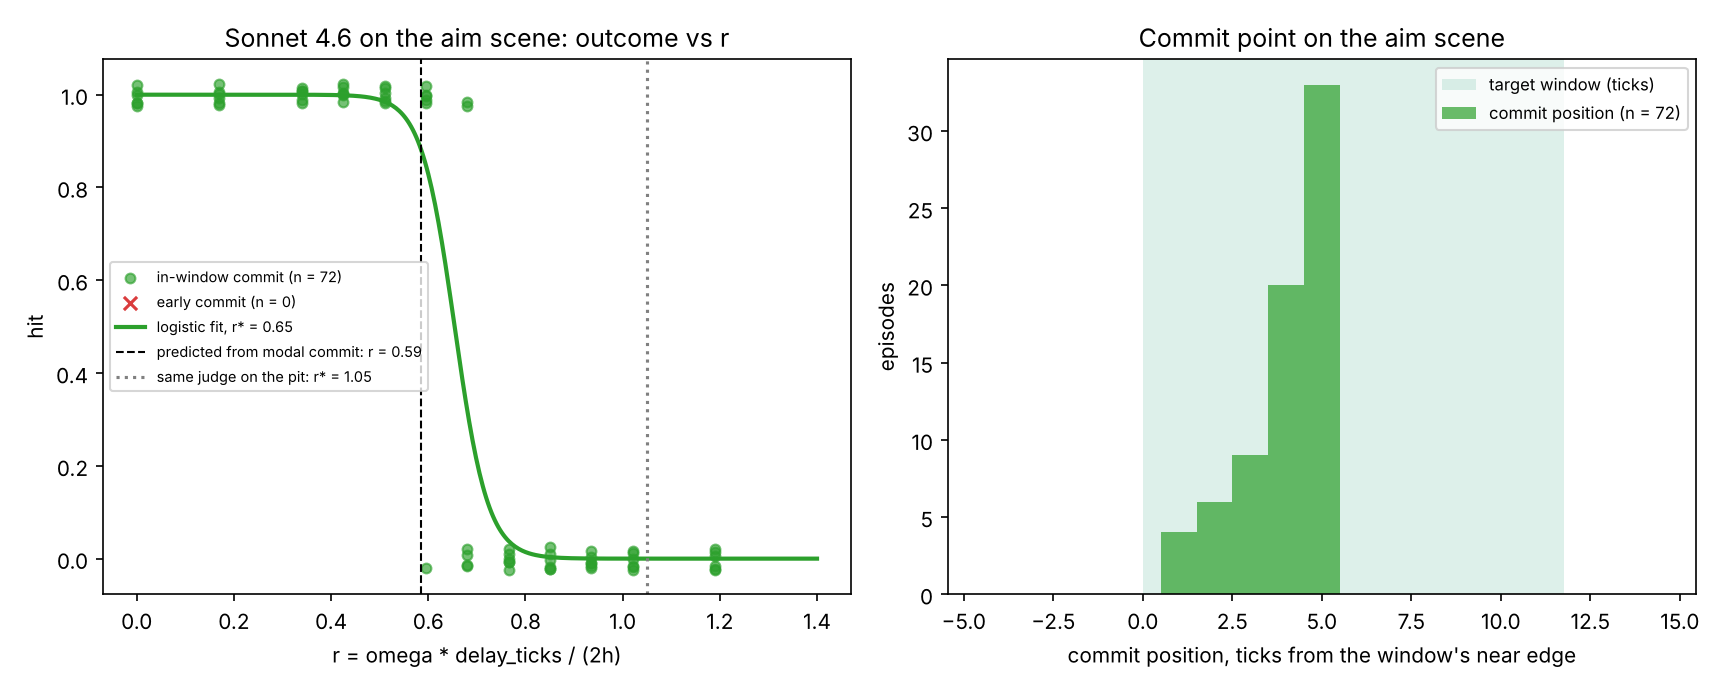 Sonnet 4.6 on the aim scene: outcome vs r
1.0
0.8
0.6
0.4
0.2
0.0
hit
in-window commit (n = 72)
early commit (n = 0)
logistic fit, r* = 0.65
predicted from modal commit: r = 0.59
same judge on the pit: r* = 1.05
0.0 0.2 0.4 0.6 0.8 1.0 1.2 1.4
r = omega * delay_ticks / (2h)
Commit point on the aim scene
target window (ticks)
commit position (n = 72)
30
25
20
15
10
5
0
episodes
−5.0 −2.5 0.0 2.5 5.0 7.5 10.0 12.5 15.0
commit position, ticks from the window's near edge